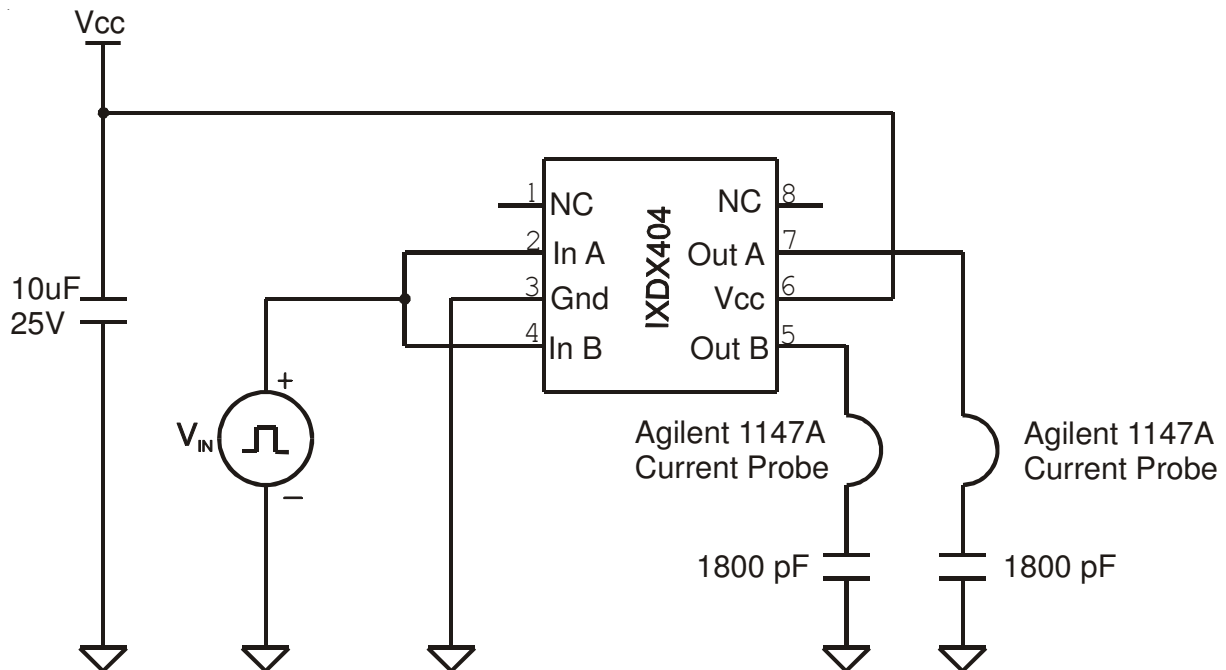 Vcc
10uF
25V
V_IN
+
−
1
NC
2
In A
3
Gnd
4
In B
IXDX404
NC
8
Out A
7
Vcc
6
Out B
5
Agilent 1147A
Current Probe
Agilent 1147A
Current Probe
1800 pF
1800 pF